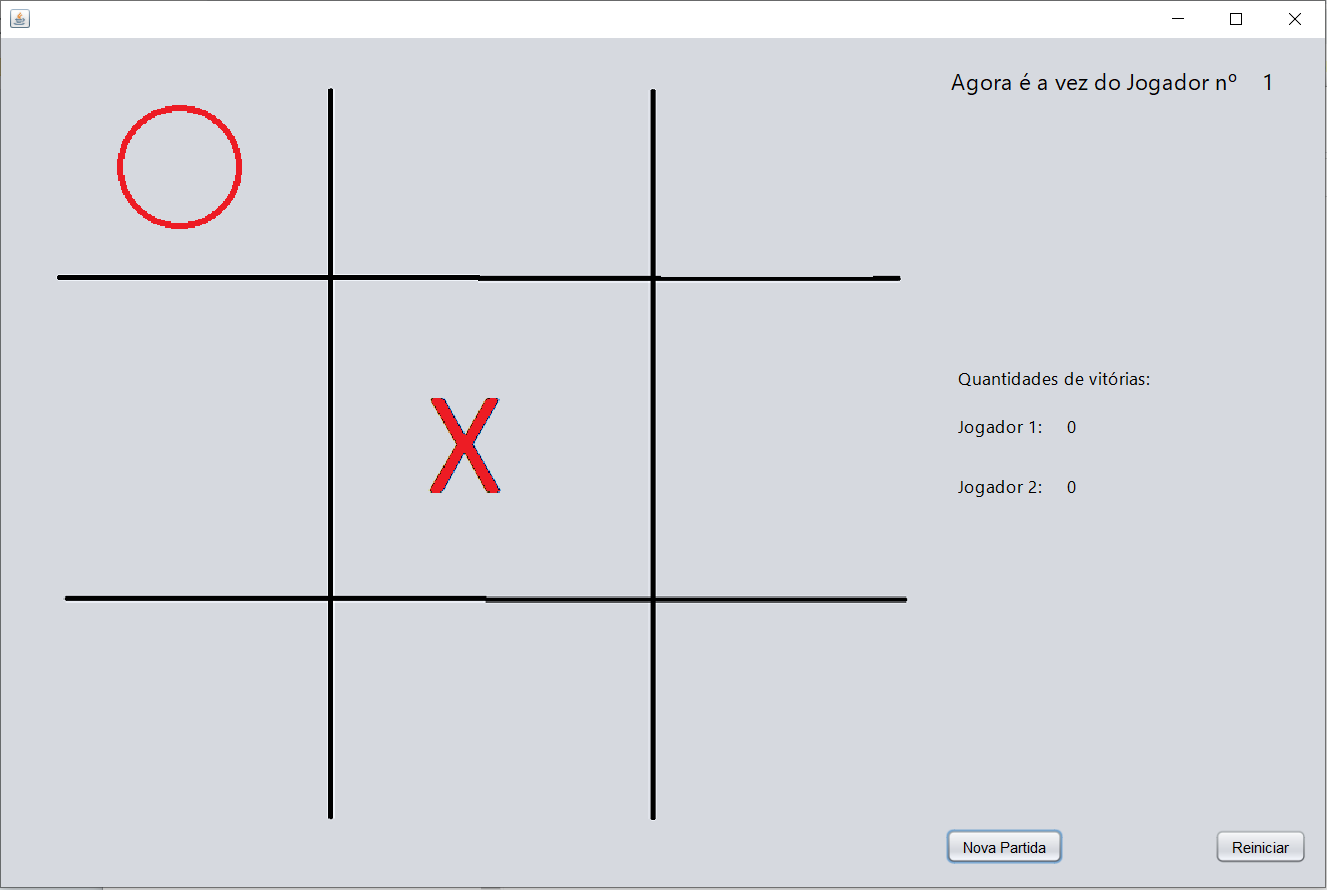 Agora é a vez do Jogador nº 1
O
X
Quantidades de vitórias:
Jogador 1: 0
Jogador 2: 0
Nova Partida
Reiniciar